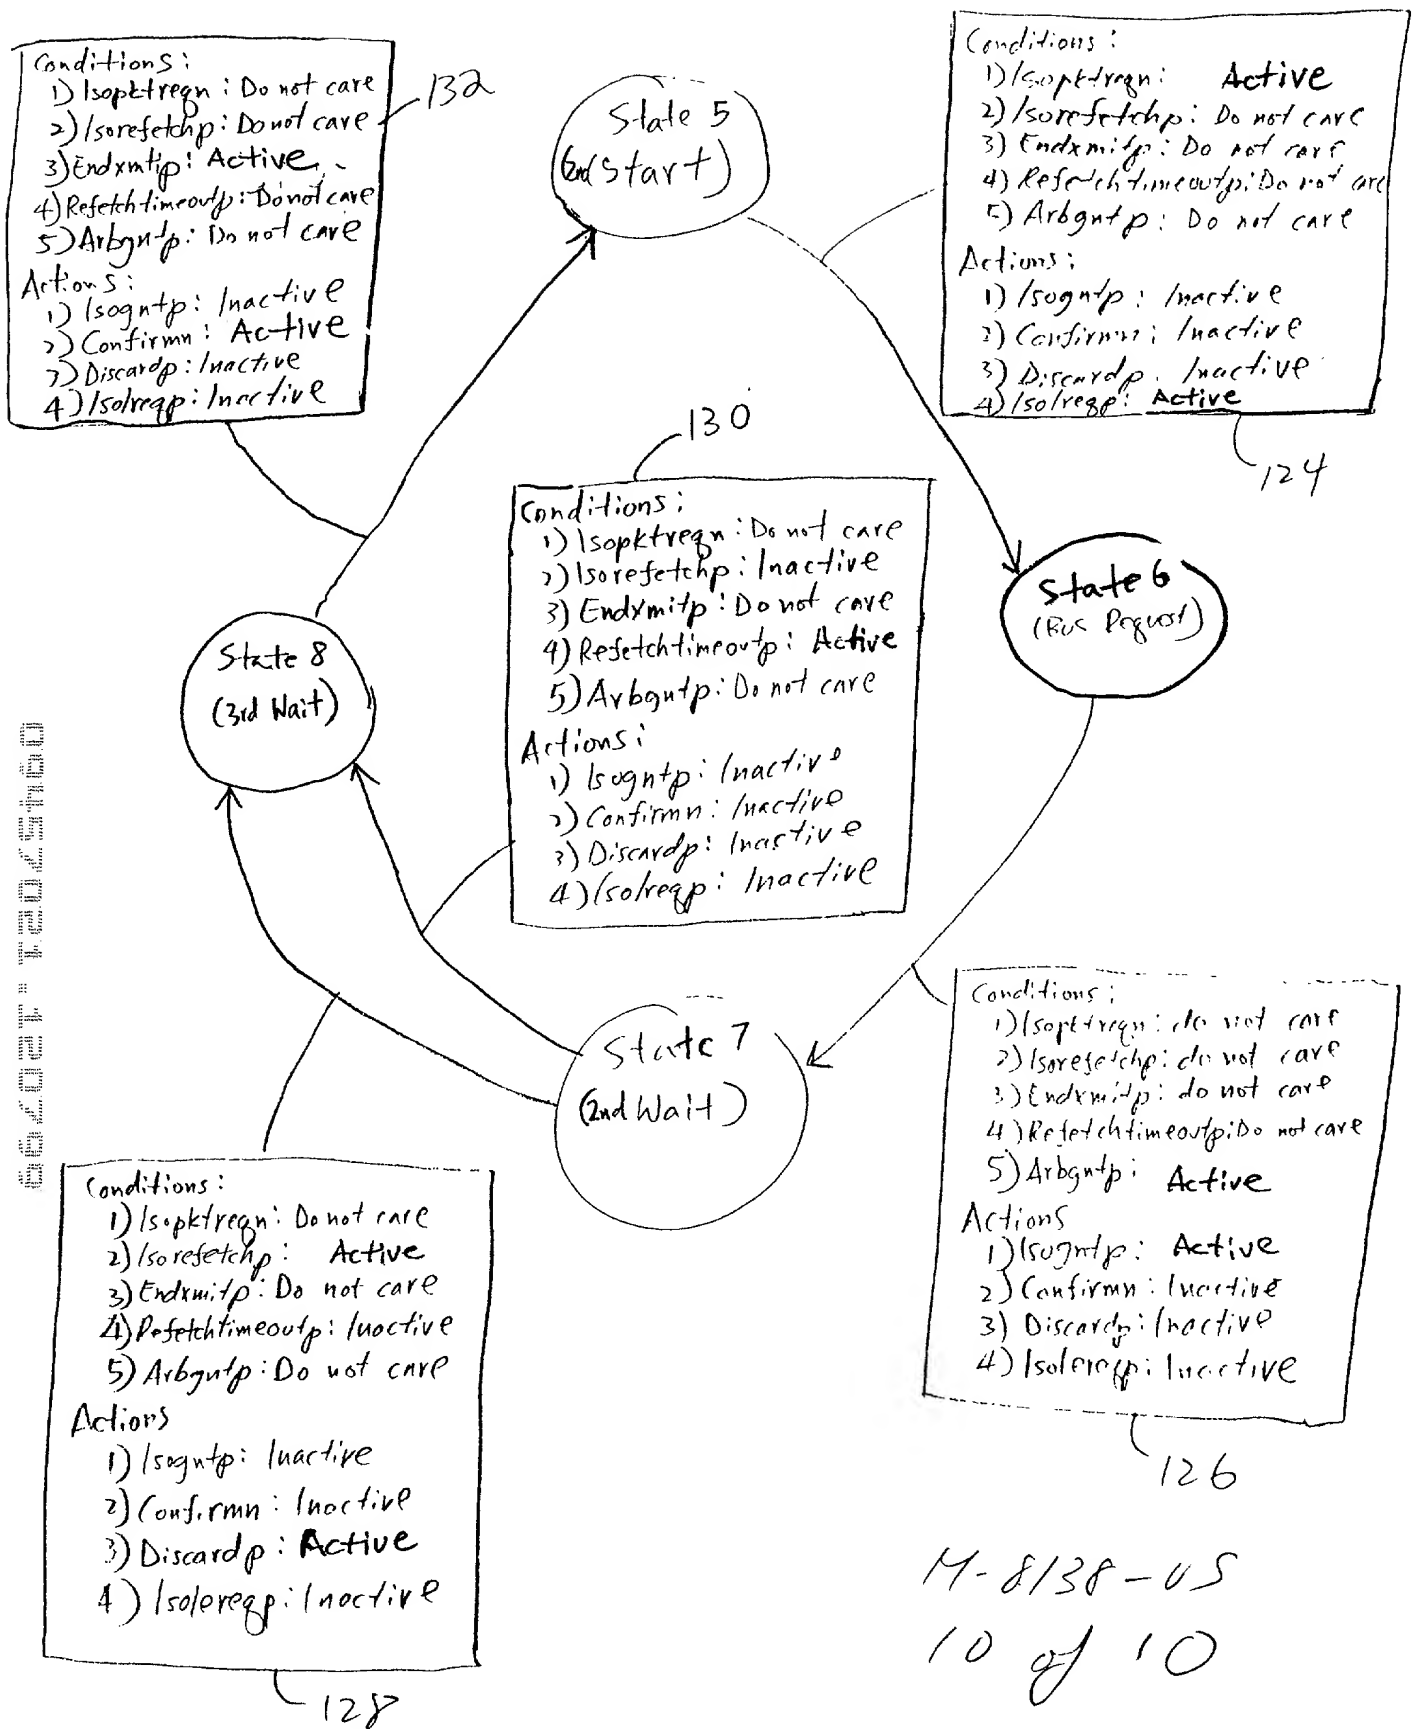 Conditions:
1) Isopktreqn: Do not care
2) Isorefetchp: Do not care
3) Endxmtip: Active
4) Refetchtimeoutp: Do not care
5) Arbgntp: Do not care
Actions:
1) Isogntp: Inactive
2) Confirmn: Active
3) Discardp: Inactive
4) Isolreqp: Inactive
132
State 5
(2nd Start)
Conditions:
1) Isopktreqn: Active
2) Isorefetchp: Do not care
3) Endxmitp: Do not care
4) Refetchtimeoutp: Do not care
5) Arbgntp: Do not care
Actions:
1) Isogntp: Inactive
2) Confirmn: Inactive
3) Discardp. Inactive
4) Isolreqp: Active
124
130
Conditions:
1) Isopktreqn: Do not care
2) Isorefetchp: Inactive
3) Endxmitp: Do not care
4) Refetchtimeoutp: Active
5) Arbgntp: Do not care
Actions:
1) Isogntp: Inactive
2) Confirmn: Inactive
3) Discardp: Inactive
4) Isolreqp: Inactive
State 6
(Bus Request)
State 8
(3rd Wait)
09457021.120799
State 7
(2nd Wait)
Conditions:
1) Isopktreqn: do not care
2) Isorefetchp: do not care
3) Endxmitp: do not care
4) Refetchtimeoutp: Do not care
5) Arbgntp: Active
Actions
1) Isogntp: Active
2) Confirmn: Inactive
3) Discardp: Inactive
4) Isolereqp: Inactive
126
Conditions:
1) Isopktreqn: Do not care
2) Isorefetchp: Active
3) Endxmitp: Do not care
4) Refetchtimeoutp: Inactive
5) Arbgntp: Do not care
Actions
1) Isogntp: Inactive
2) Confirmn: Inactive
3) Discardp: Active
4) Isolereqp: Inactive
128
M-8138-US
10 of 10